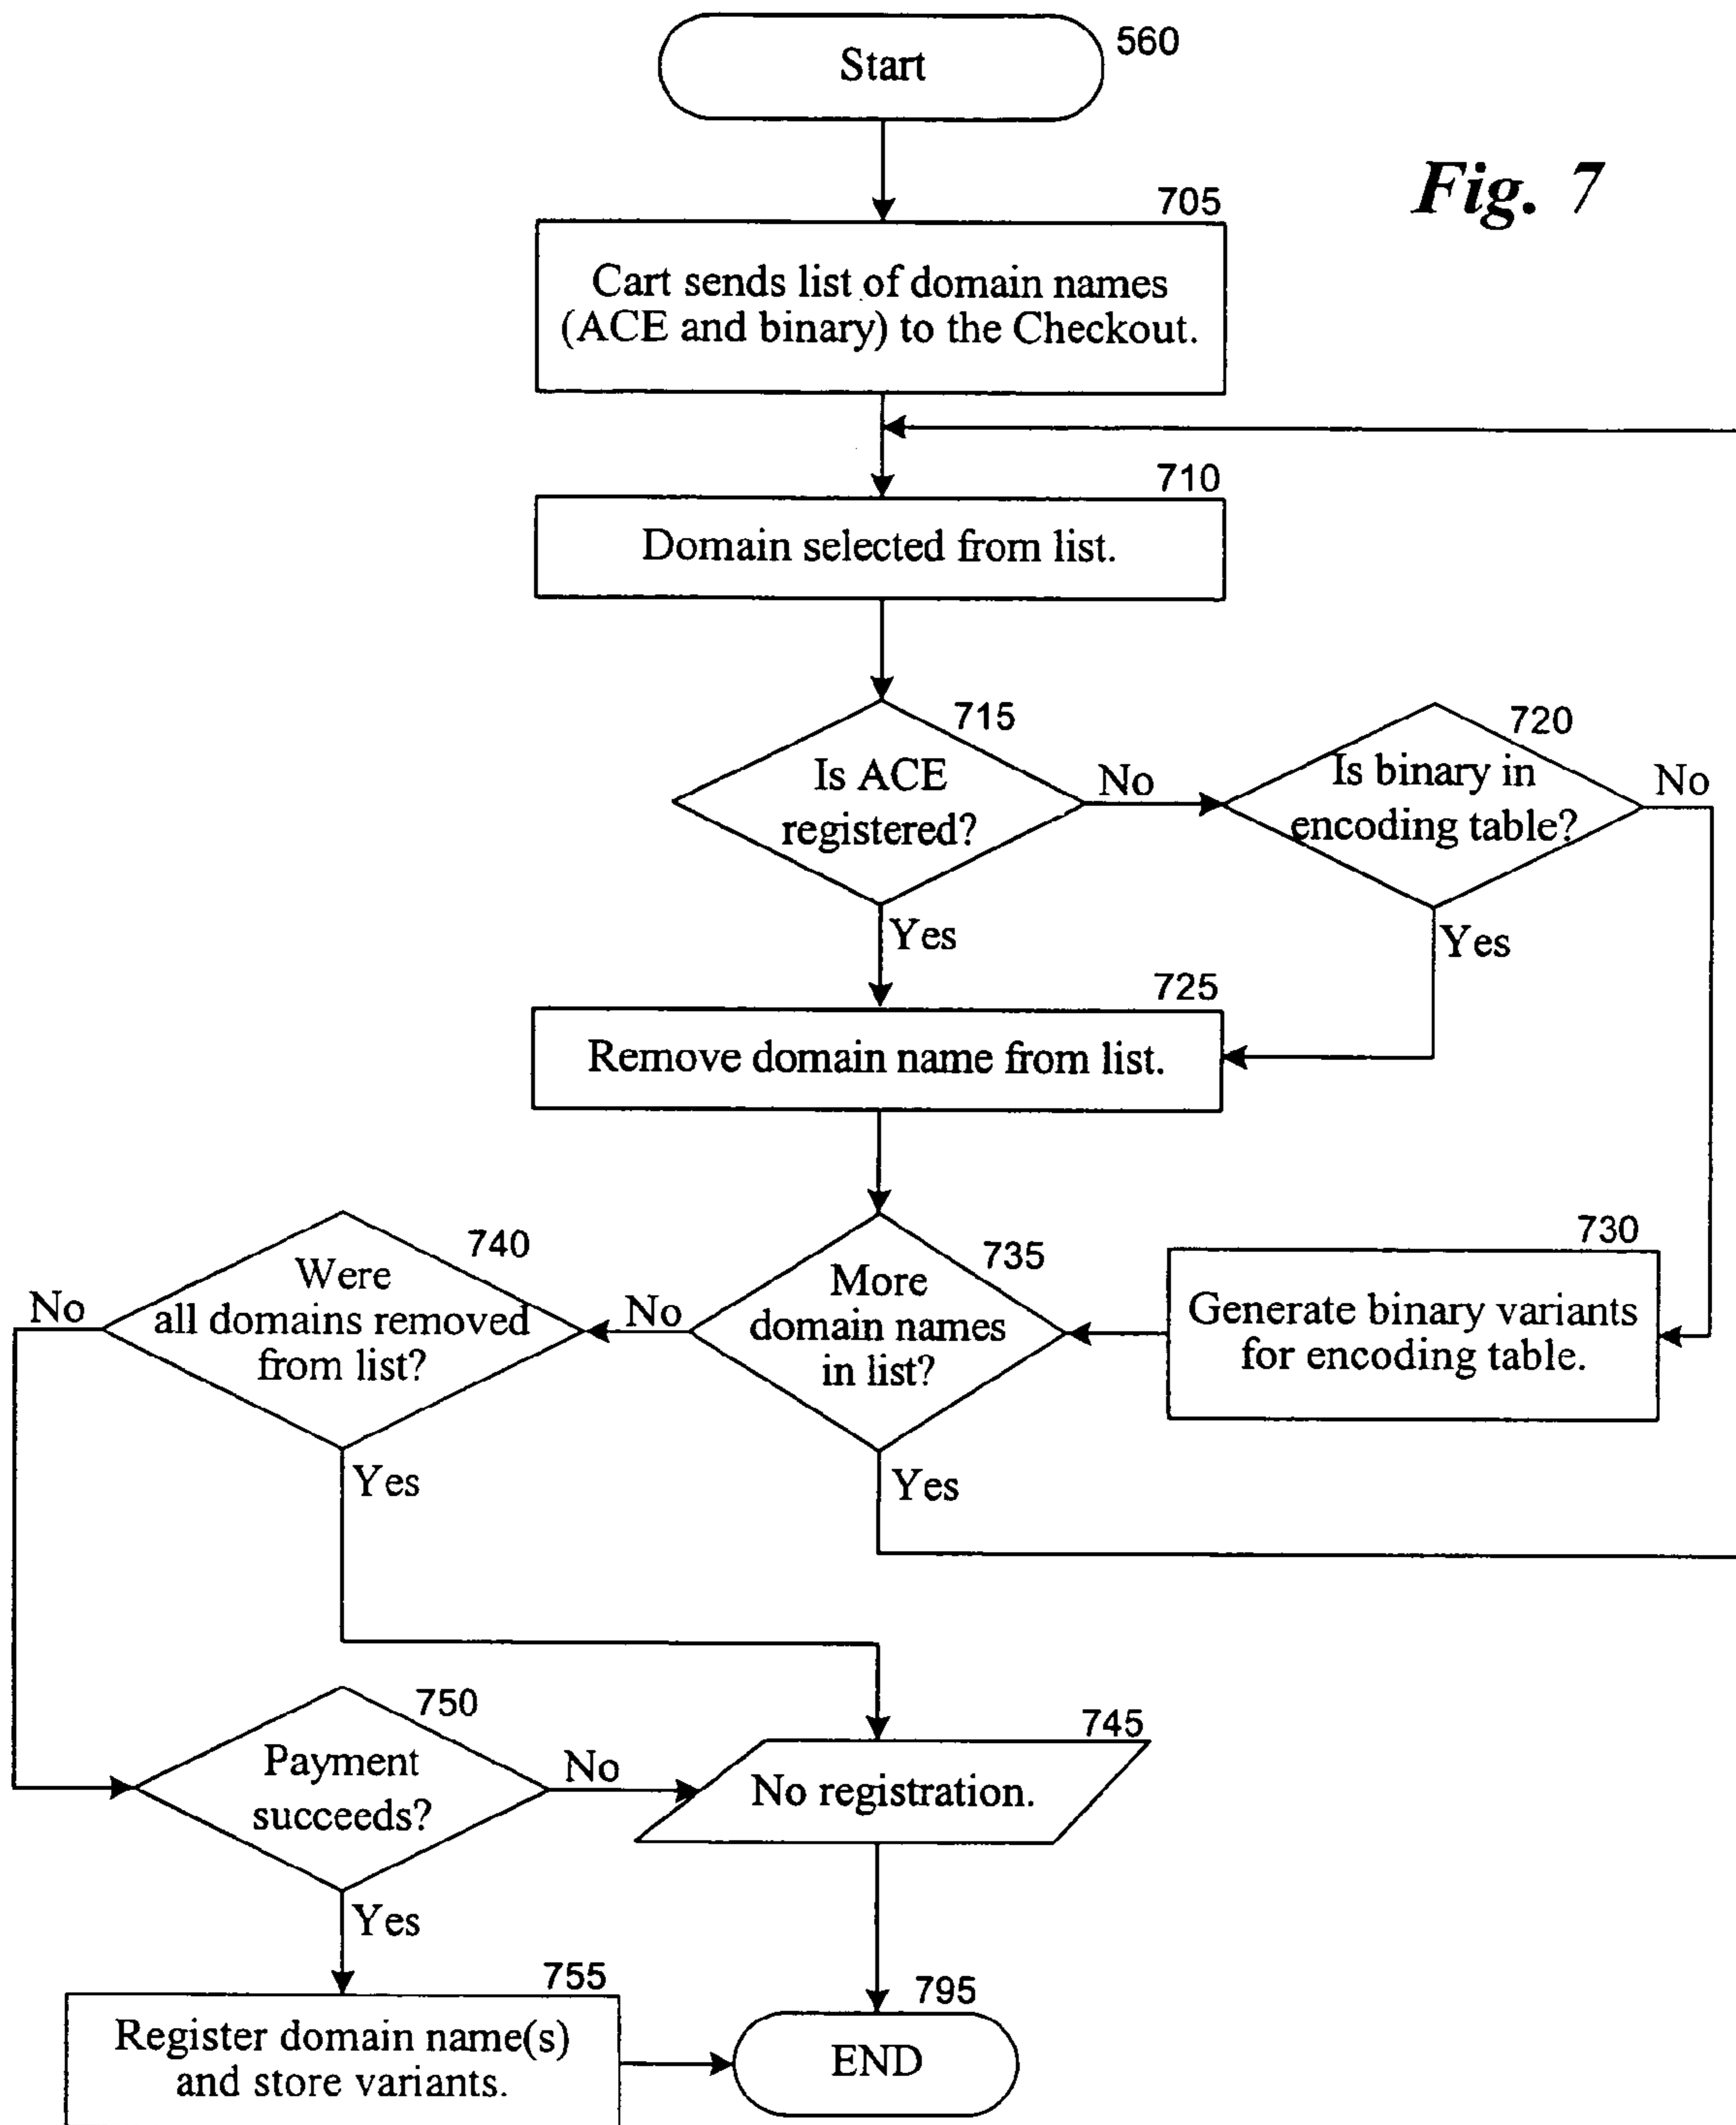 Start
560
Fig. 7
705
Cart sends list of domain names
(ACE and binary) to the Checkout.
710
Domain selected from list.
715
Is ACE
registered?
No
720
Is binary in
encoding table?
No
Yes
Yes
725
Remove domain name from list.
740
Were
all domains removed
from list?
No
Yes
735
More
domain names
in list?
No
Yes
730
Generate binary variants
for encoding table.
750
Payment
succeeds?
No
Yes
745
No registration.
755
Register domain name(s)
and store variants.
795
END